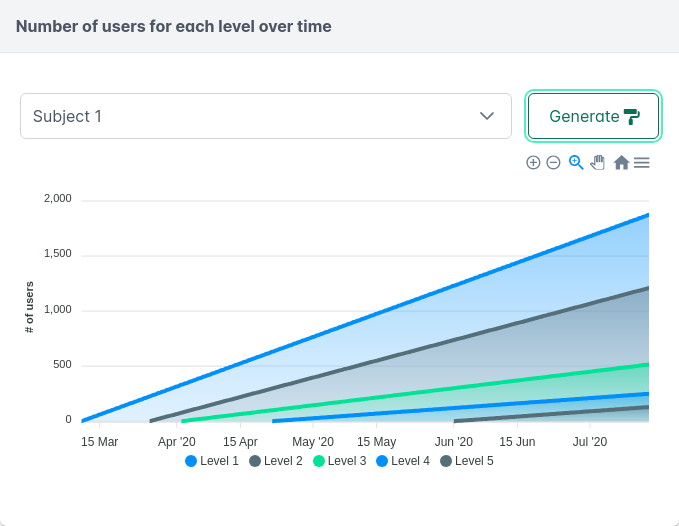 Number of users for each level over time
Subject 1
Generate
2,000
1,500
1,000
500
0
# of users
15 Mar Apr '20 15 Apr May '20 15 May Jun '20 15 Jun Jul '20
Level 1 Level 2 Level 3 Level 4 Level 5